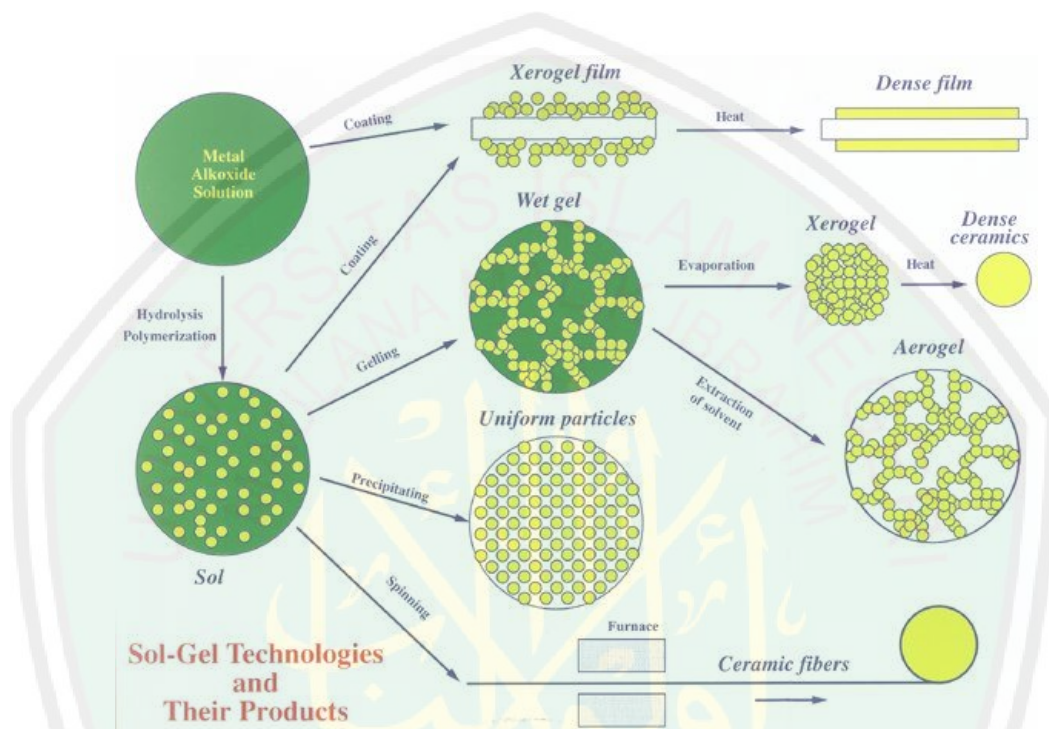 Xerogel film
Dense film
Coating
Heat
Metal
Alkoxide
Solution
Wet gel
Xerogel
Dense
ceramics
Coating
Evaporation
Heat
Hydrolysis
Polymerization
Gelling
Aerogel
Extraction
of solvent
Uniform particles
Precipitating
Sol
Spinning
Furnace
Ceramic fibers
Sol-Gel Technologies
and
Their Products